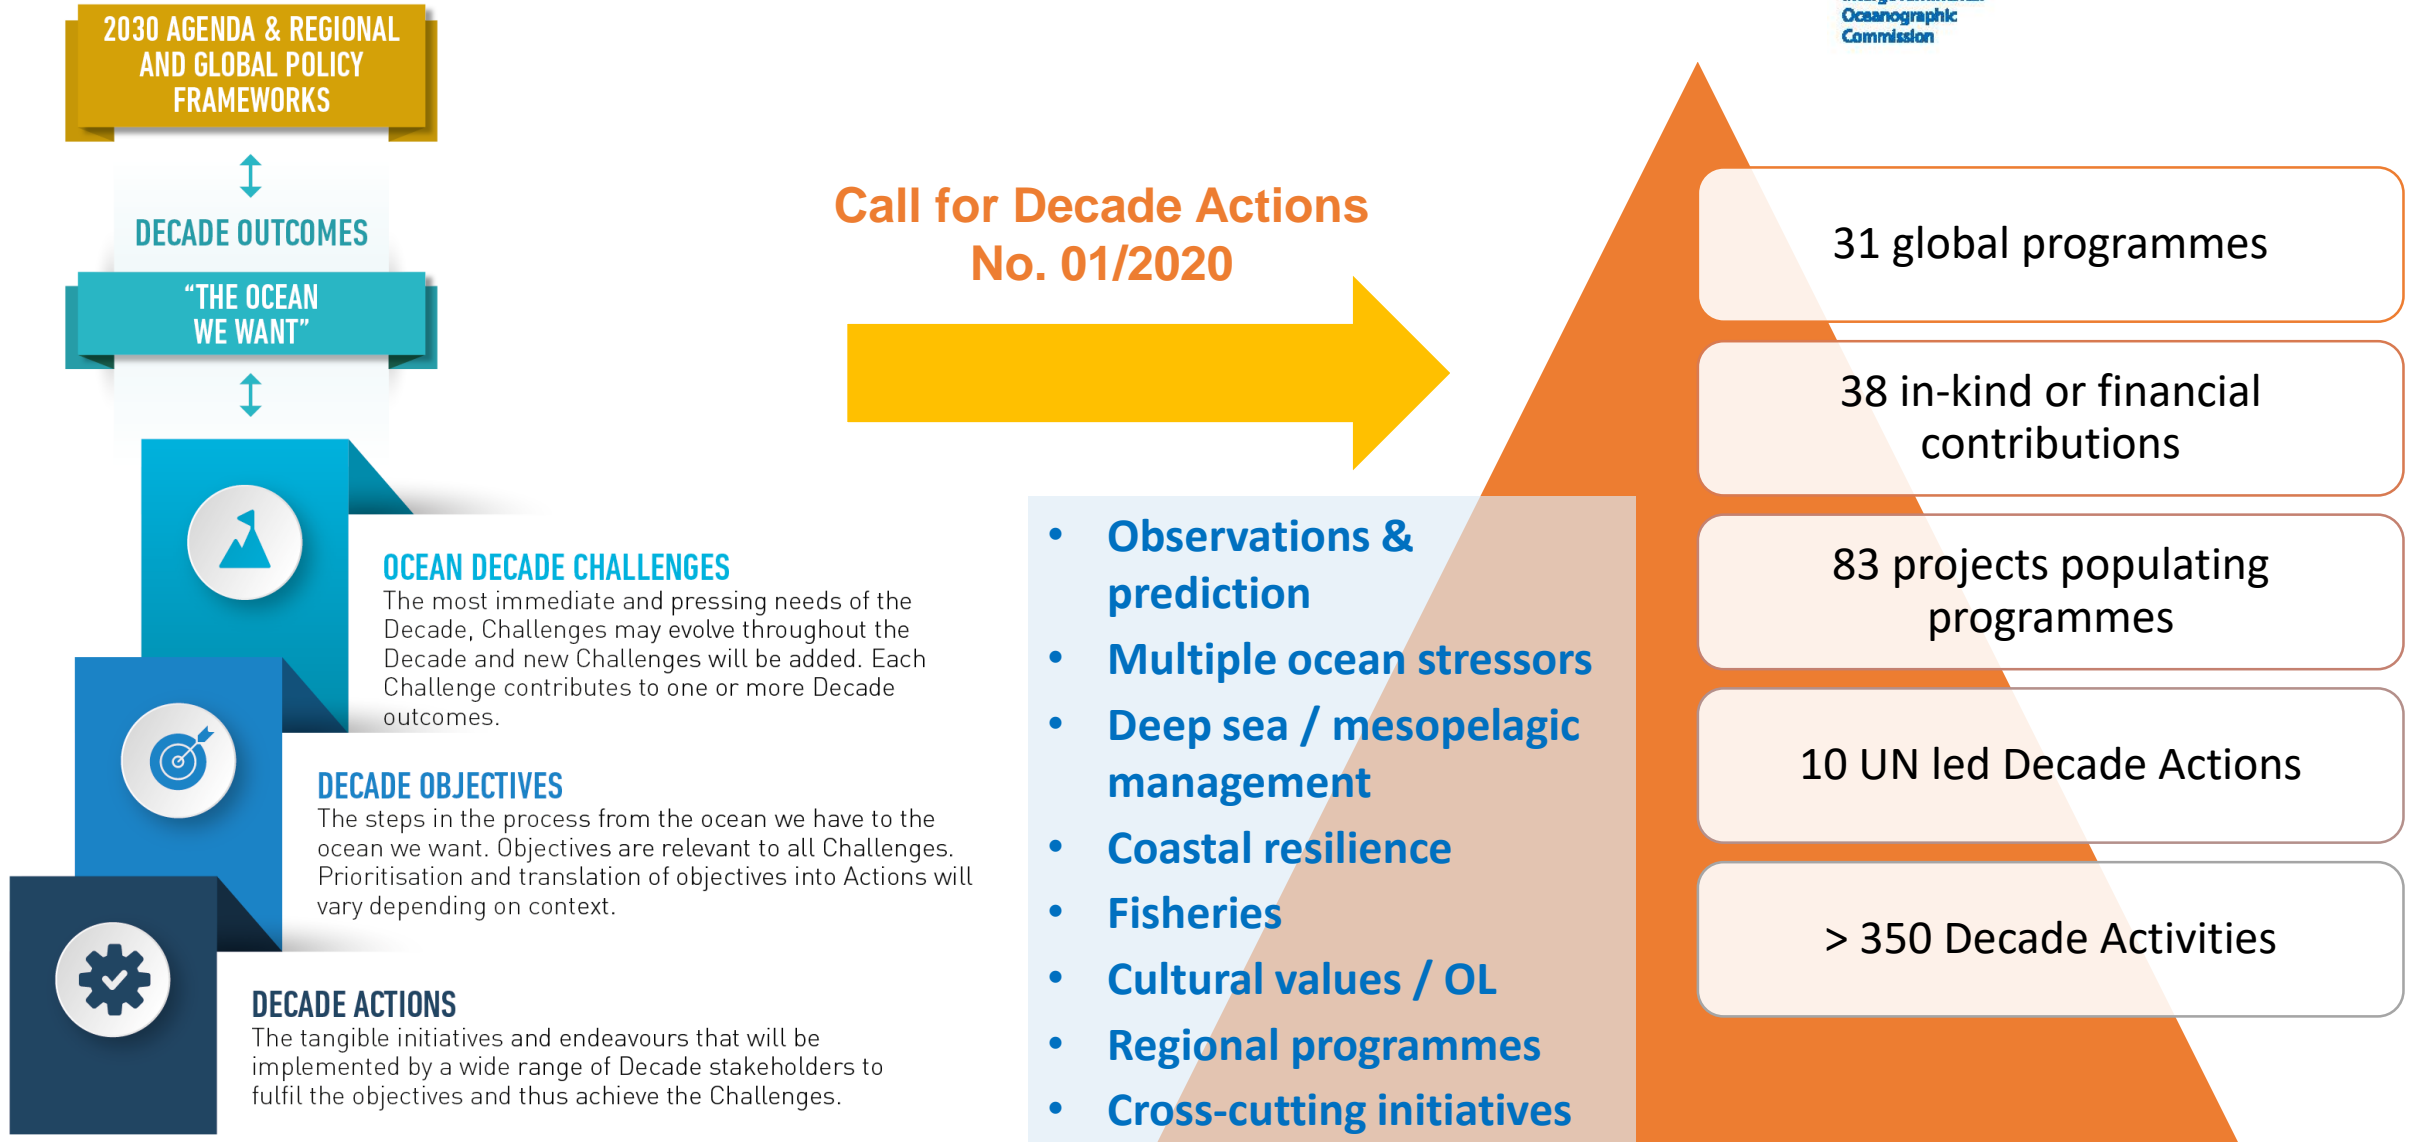 2030 AGENDA & REGIONAL
AND GLOBAL POLICY
FRAMEWORKS
DECADE OUTCOMES
“THE OCEAN
WE WANT”
OCEAN DECADE CHALLENGES
The most immediate and pressing needs of the
Decade, Challenges may evolve throughout the
Decade and new Challenges will be added. Each
Challenge contributes to one or more Decade
outcomes.
DECADE OBJECTIVES
The steps in the process from the ocean we have to the
ocean we want. Objectives are relevant to all Challenges.
Prioritisation and translation of objectives into Actions will
vary depending on context.
DECADE ACTIONS
The tangible initiatives and endeavours that will be
implemented by a wide range of Decade stakeholders to
fulfil the objectives and thus achieve the Challenges.
Call for Decade Actions
No. 01/2020
• Observations &
prediction
• Multiple ocean stressors
• Deep sea / mesopelagic
management
• Coastal resilience
• Fisheries
• Cultural values / OL
• Regional programmes
• Cross-cutting initiatives
Oceanographic
Commission
31 global programmes
38 in-kind or financial
contributions
83 projects populating
programmes
10 UN led Decade Actions
> 350 Decade Activities